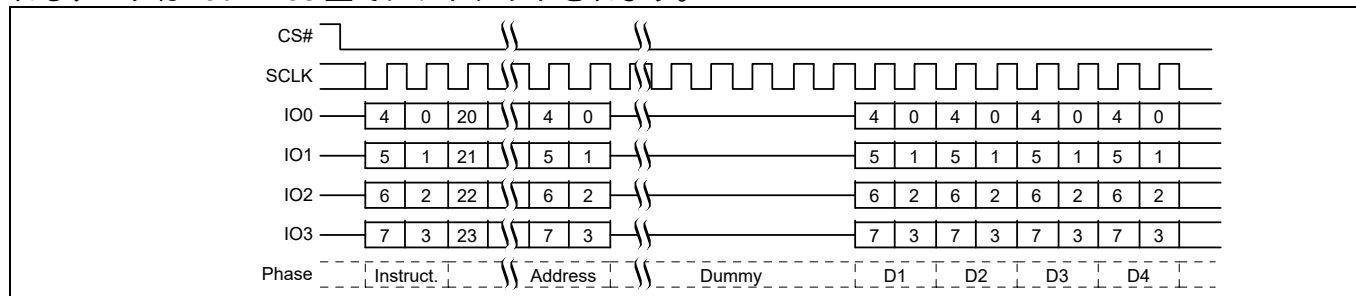 CS#
SCLK
IO0 4 0 20 4 0 4 0 4 0 4 0 4 0
IO1 5 1 21 5 1 5 1 5 1 5 1 5 1
IO2 6 2 22 6 2 6 2 6 2 6 2 6 2
IO3 7 3 23 7 3 7 3 7 3 7 3 7 3
Phase Instruct. Address Dummy D1 D2 D3 D4